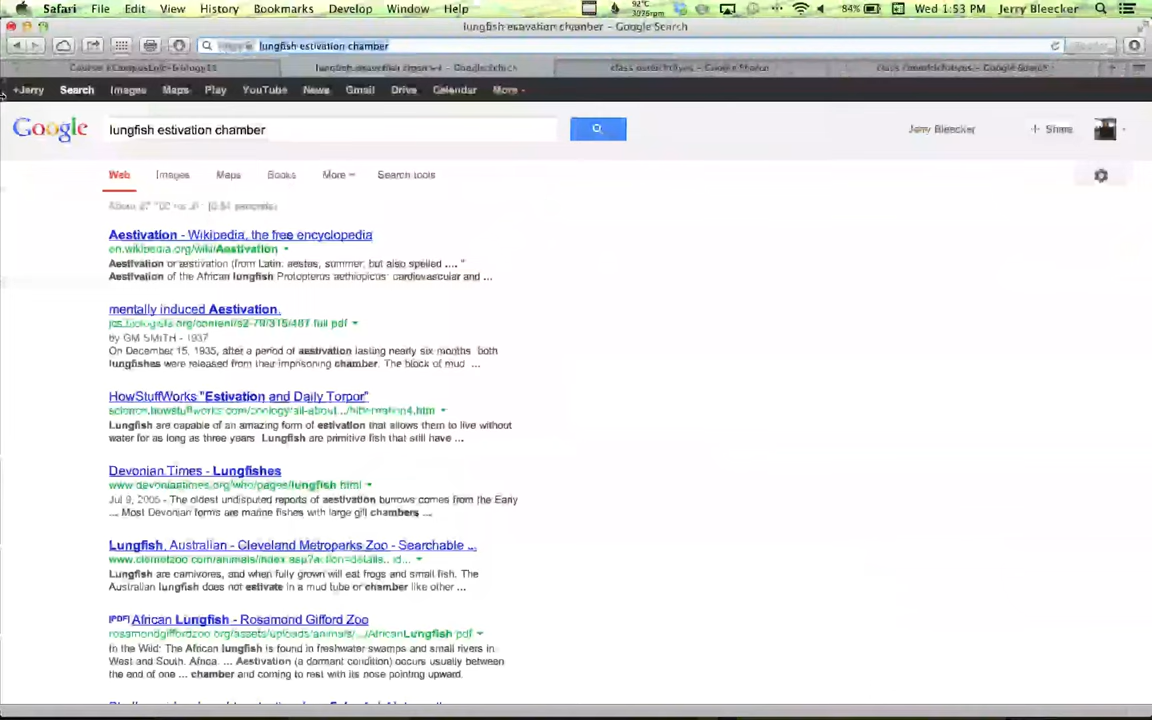 Safari File Edit View History Bookmarks Develop Window Help 92°C 3075rpm 84% Wed 1:53 PM Jerry Bleecker
lungfish estivation chamber – Google Search
lungfish estivation chamber
+Jerry Search Images Maps Play YouTube News Gmail Drive Calendar More
Google lungfish estivation chamber Jerry Bleecker + Share
Web Images Maps Books More Search tools
Aestivation - Wikipedia, the free encyclopedia
en.wikipedia.org/wiki/Aestivation
Aestivation or aestivation (from Latin: aestas, summer, but also spelled .... "
Aestivation of the African lungfish Protopterus aethiopicus: cardiovascular and ...
mentally induced Aestivation.
jcs.biologists.org/content/s2-79/315/487.full.pdf
by GM SMITH - 1937
On December 15, 1935, after a period of aestivation lasting nearly six months both
lungfishes were released from their imprisoning chamber. The block of mud ...
HowStuffWorks "Estivation and Daily Torpor"
science.howstuffworks.com/zoology/all-about.../hibernation4.htm
Lungfish are capable of an amazing form of estivation that allows them to live without
water for as long as three years Lungfish are primitive fish that still have ...
Devonian Times - Lungfishes
www.devoniantimes.org/who/pages/lungfish.html
Jul 9, 2005 - The oldest undisputed reports of aestivation burrows comes from the Early
... Most Devonian forms are marine fishes with large gill chambers ...
Lungfish, Australian - Cleveland Metroparks Zoo - Searchable ...
www.clemetzoo.com/animals/index.asp?action=details...id...
Lungfish are carnivores, and when fully grown will eat frogs and small fish. The
Australian lungfish does not estivate in a mud tube or chamber like other ...
[PDF] African Lungfish - Rosamond Gifford Zoo
rosamondgiffordzoo.org/assets/uploads/animals/.../AfricanLungfish.pdf
In the Wild: The African lungfish is found in freshwater swamps and small rivers in
West and South. Africa. ... Aestivation (a dormant condition) occurs usually between
the end of one ... chamber and coming to rest with its nose pointing upward.